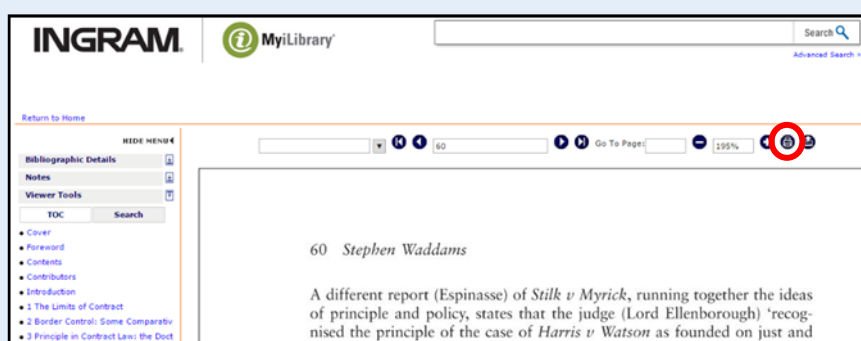 INGRAM
MyiLibrary
Search
Advanced Search »
Return to Home
HIDE MENU
Bibliographic Details
Notes
Viewer Tools
TOC Search
Cover
Foreword
Contents
Contributors
Introduction
1 The Limits of Contract
2 Border Control: Some Comparativ
3 Principle in Contract Law: the Doct
60 Go To Page: 195%
60 Stephen Waddams
A different report (Espinasse) of Stilk v Myrick, running together the ideas
of principle and policy, states that the judge (Lord Ellenborough) ‘recog-
nised the principle of the case of Harris v Watson as founded on just and